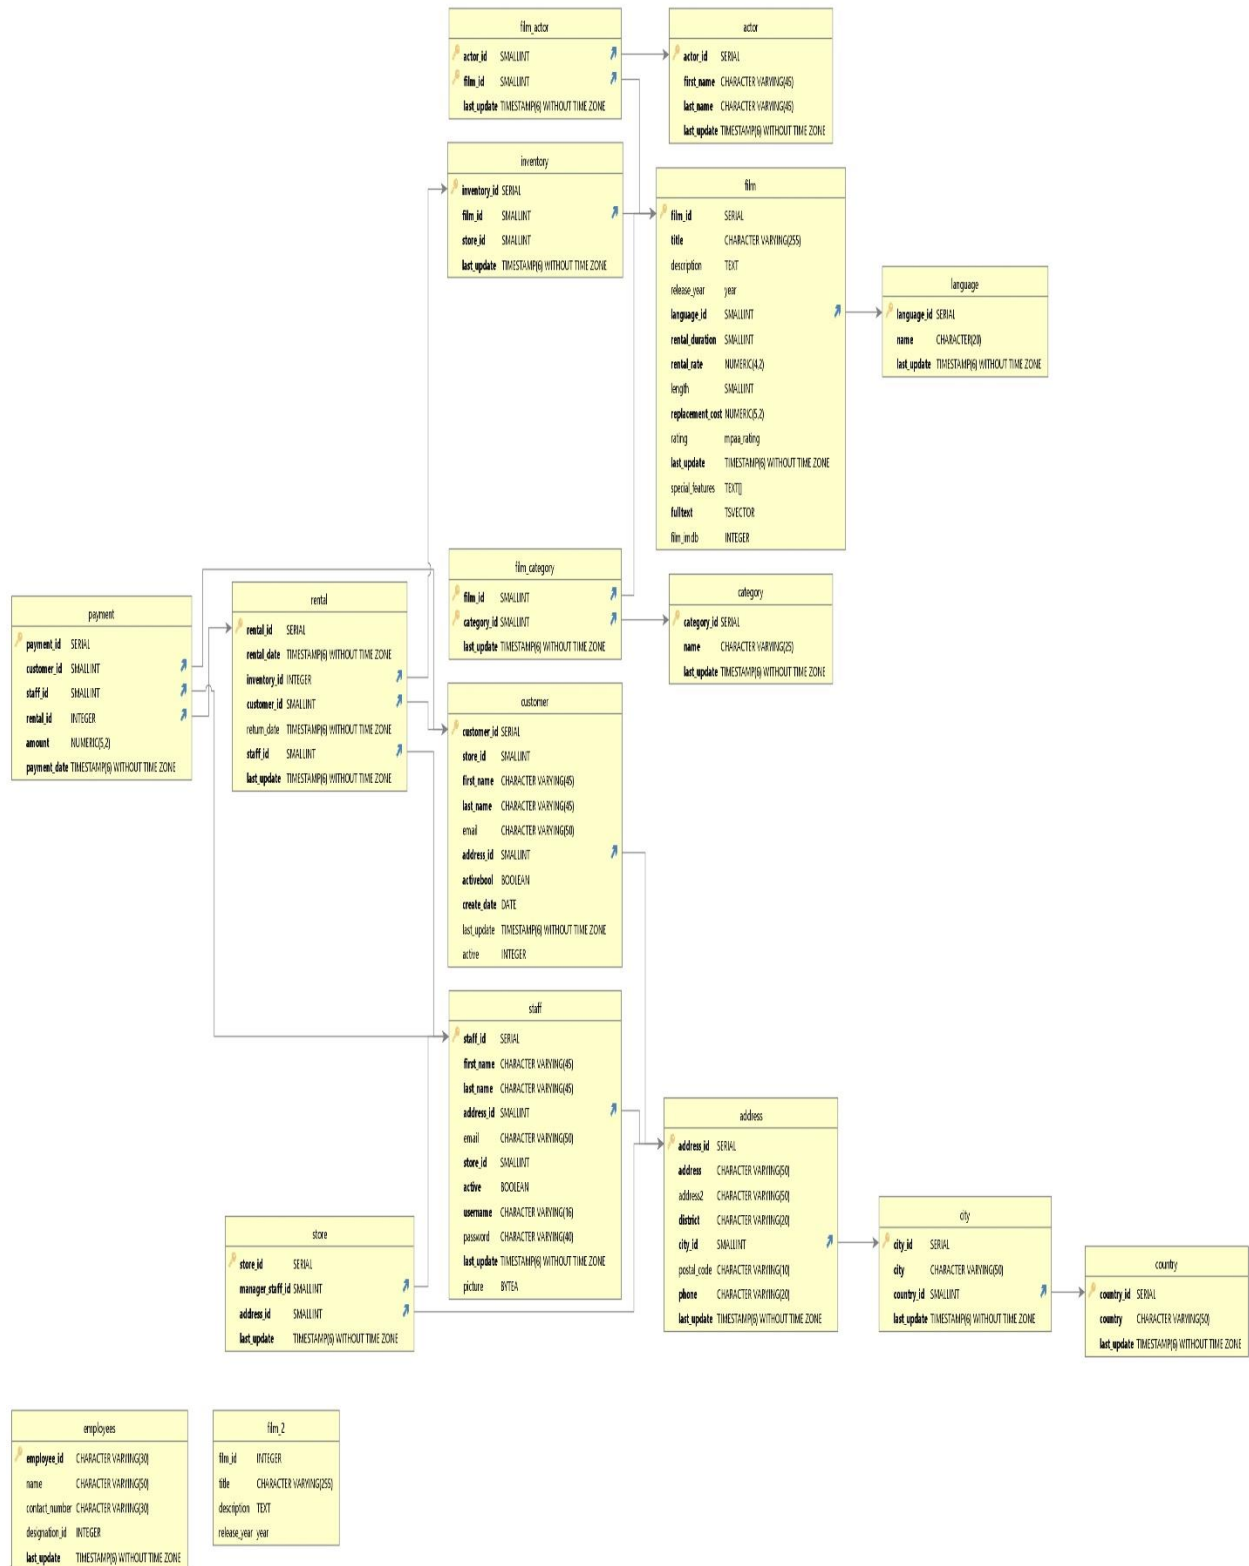 film_actor
actor_id SMALLINT
film_id SMALLINT
last_update TIMESTAMP(6) WITHOUT TIME ZONE
actor
actor_id SERIAL
first_name CHARACTER VARYING(45)
last_name CHARACTER VARYING(45)
last_update TIMESTAMP(6) WITHOUT TIME ZONE
inventory
inventory_id SERIAL
film_id SMALLINT
store_id SMALLINT
last_update TIMESTAMP(6) WITHOUT TIME ZONE
film
film_id SERIAL
title CHARACTER VARYING(255)
description TEXT
release_year year
language_id SMALLINT
rental_duration SMALLINT
rental_rate NUMERIC(4,2)
length SMALLINT
replacement_cost NUMERIC(5,2)
rating mpaa_rating
last_update TIMESTAMP(6) WITHOUT TIME ZONE
special_features TEXT[]
fulltext TSVECTOR
film_imdb INTEGER
language
language_id SERIAL
name CHARACTER(20)
last_update TIMESTAMP(6) WITHOUT TIME ZONE
film_category
film_id SMALLINT
category_id SMALLINT
last_update TIMESTAMP(6) WITHOUT TIME ZONE
category
category_id SERIAL
name CHARACTER VARYING(25)
last_update TIMESTAMP(6) WITHOUT TIME ZONE
payment
payment_id SERIAL
customer_id SMALLINT
staff_id SMALLINT
rental_id INTEGER
amount NUMERIC(5,2)
payment_date TIMESTAMP(6) WITHOUT TIME ZONE
rental
rental_id SERIAL
rental_date TIMESTAMP(6) WITHOUT TIME ZONE
inventory_id INTEGER
customer_id SMALLINT
return_date TIMESTAMP(6) WITHOUT TIME ZONE
staff_id SMALLINT
last_update TIMESTAMP(6) WITHOUT TIME ZONE
customer
customer_id SERIAL
store_id SMALLINT
first_name CHARACTER VARYING(45)
last_name CHARACTER VARYING(45)
email CHARACTER VARYING(50)
address_id SMALLINT
activebool BOOLEAN
create_date DATE
last_update TIMESTAMP(6) WITHOUT TIME ZONE
active INTEGER
staff
staff_id SERIAL
first_name CHARACTER VARYING(45)
last_name CHARACTER VARYING(45)
address_id SMALLINT
email CHARACTER VARYING(50)
store_id SMALLINT
active BOOLEAN
username CHARACTER VARYING(16)
password CHARACTER VARYING(40)
last_update TIMESTAMP(6) WITHOUT TIME ZONE
picture BYTEA
address
address_id SERIAL
address CHARACTER VARYING(50)
address2 CHARACTER VARYING(50)
district CHARACTER VARYING(20)
city_id SMALLINT
postal_code CHARACTER VARYING(10)
phone CHARACTER VARYING(20)
last_update TIMESTAMP(6) WITHOUT TIME ZONE
store
store_id SERIAL
manager_staff_id SMALLINT
address_id SMALLINT
last_update TIMESTAMP(6) WITHOUT TIME ZONE
city
city_id SERIAL
city CHARACTER VARYING(50)
country_id SMALLINT
last_update TIMESTAMP(6) WITHOUT TIME ZONE
country
country_id SERIAL
country CHARACTER VARYING(50)
last_update TIMESTAMP(6) WITHOUT TIME ZONE
employees
employee_id CHARACTER VARYING(30)
name CHARACTER VARYING(50)
contact_number CHARACTER VARYING(30)
designation_id INTEGER
last_update TIMESTAMP(6) WITHOUT TIME ZONE
film_2
film_id INTEGER
title CHARACTER VARYING(255)
description TEXT
release_year year